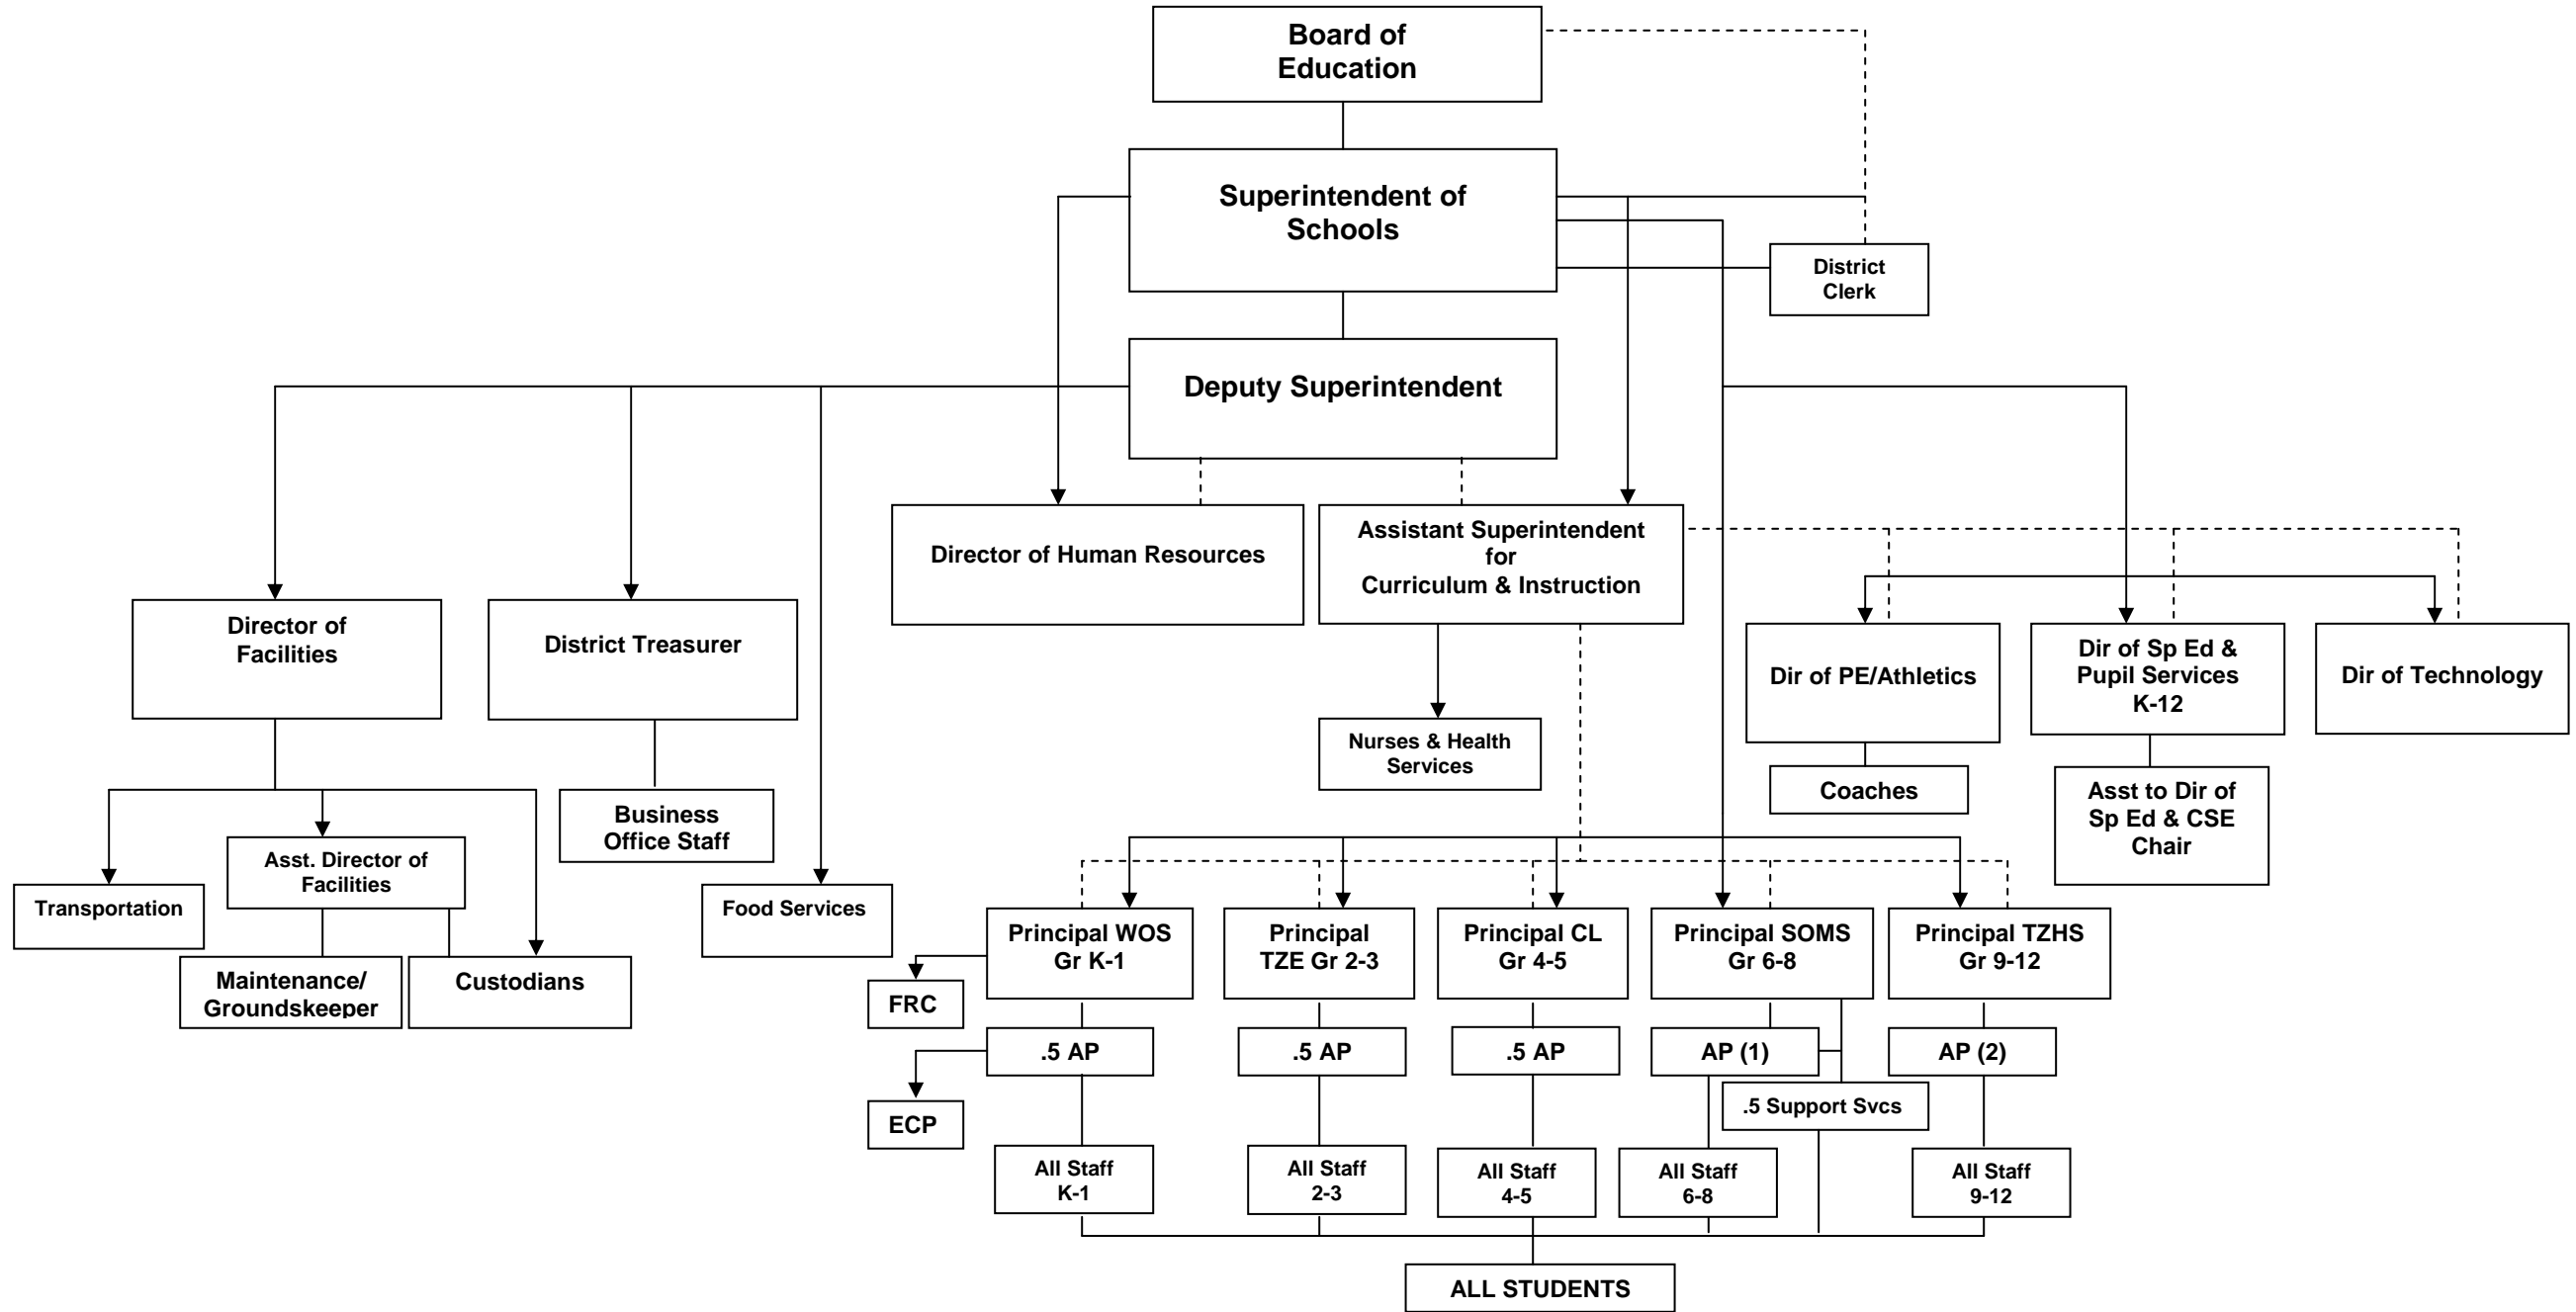 Board of
Education
Superintendent of
Schools
District
Clerk
Deputy Superintendent
Director of Human Resources
Assistant Superintendent
for
Curriculum & Instruction
Director of
Facilities
District Treasurer
Dir of PE/Athletics
Dir of Sp Ed &
Pupil Services
K-12
Dir of Technology
Nurses & Health
Services
Coaches
Asst to Dir of
Sp Ed & CSE
Chair
Business
Office Staff
Asst. Director of
Facilities
Transportation
Food Services
Maintenance/
Groundskeeper
Custodians
Principal WOS
Gr K-1
Principal
TZE Gr 2-3
Principal CL
Gr 4-5
Principal SOMS
Gr 6-8
Principal TZHS
Gr 9-12
FRC
.5 AP
.5 AP
.5 AP
AP (1)
AP (2)
ECP
.5 Support Svcs
All Staff
K-1
All Staff
2-3
All Staff
4-5
All Staff
6-8
All Staff
9-12
ALL STUDENTS